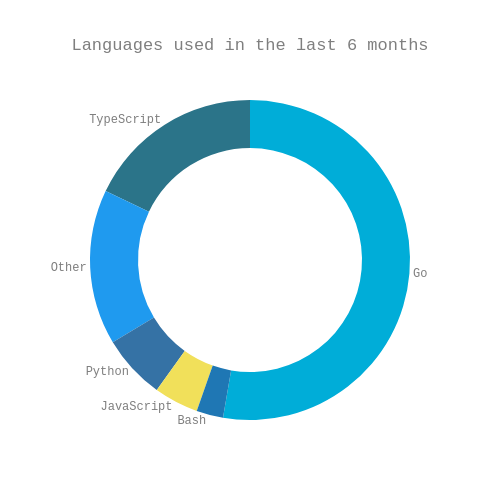 Languages used in the last 6 months
TypeScript
Other
Go
Python
JavaScript
Bash